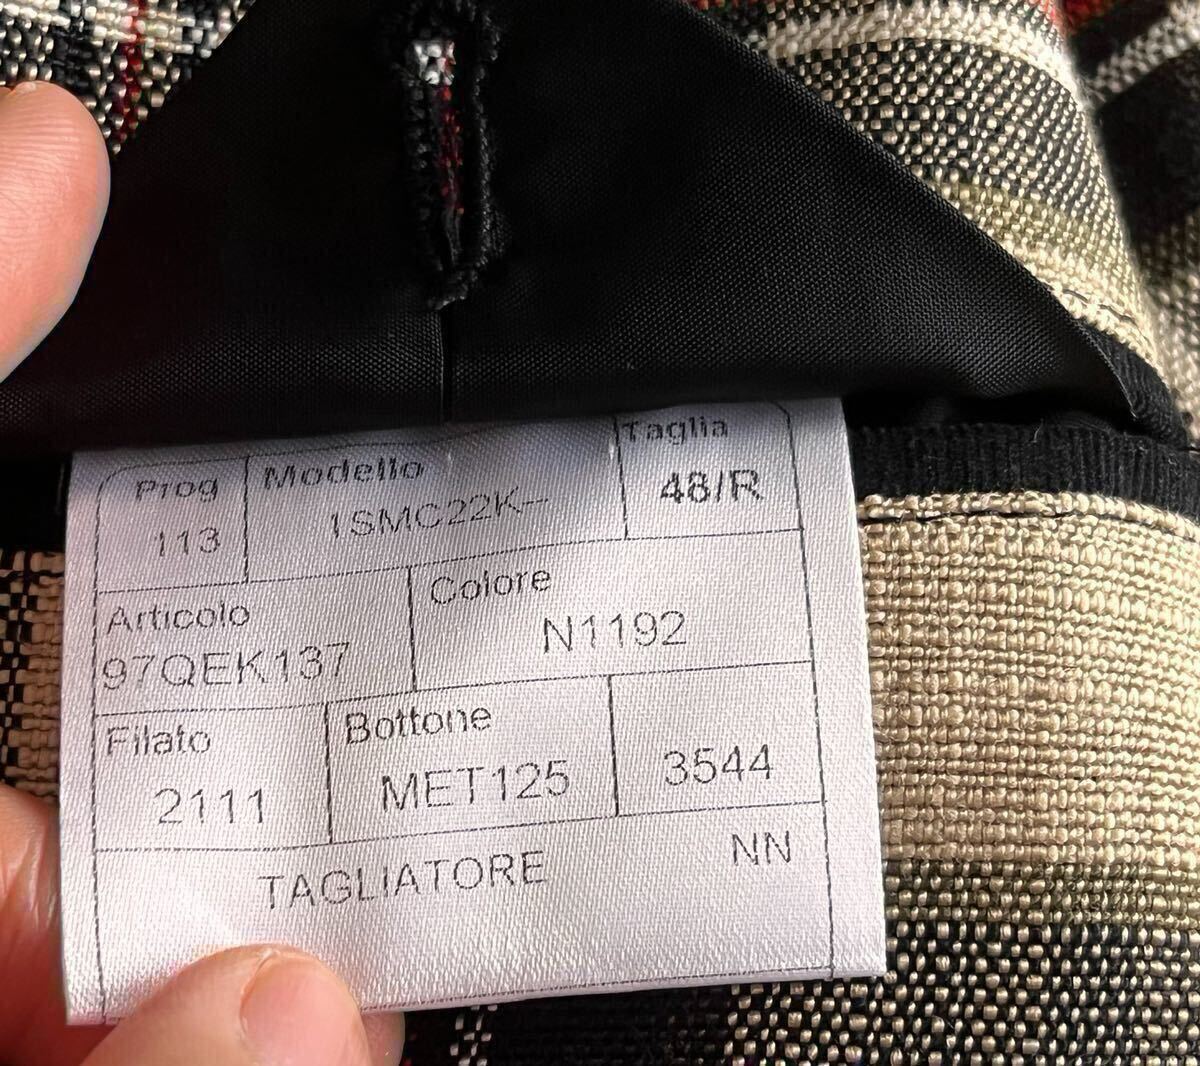 Prog Modello Taglia
113 1SMC22K-- 48/R
Articolo Colore
97QEK137 N1192
Filato Bottone
2111 MET125 3544
TAGLIATORE NN